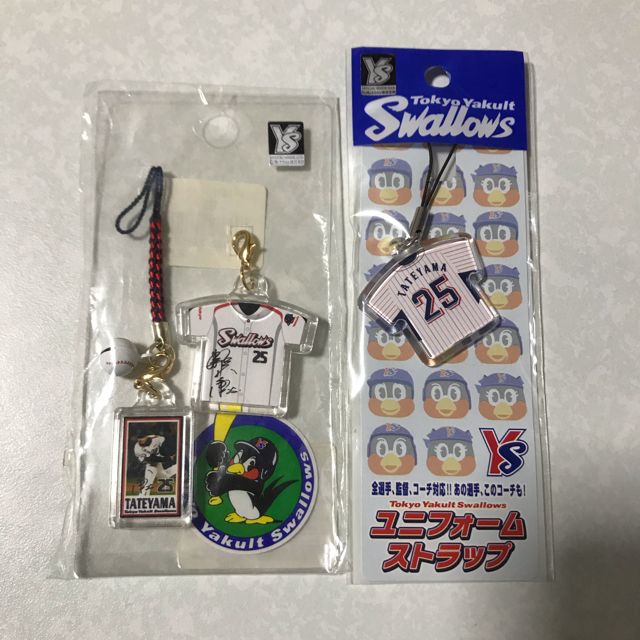 YS
Swallows
25
25
TATEYAMA
Yakult Swallows
YS
Tokyo Yakult
Swallows
TATEYAMA
25
YS
全選手、監督、コーチ対応!! あの選手、このコーチも!
Tokyo Yakult Swallows
ユニフォーム
ストラップ